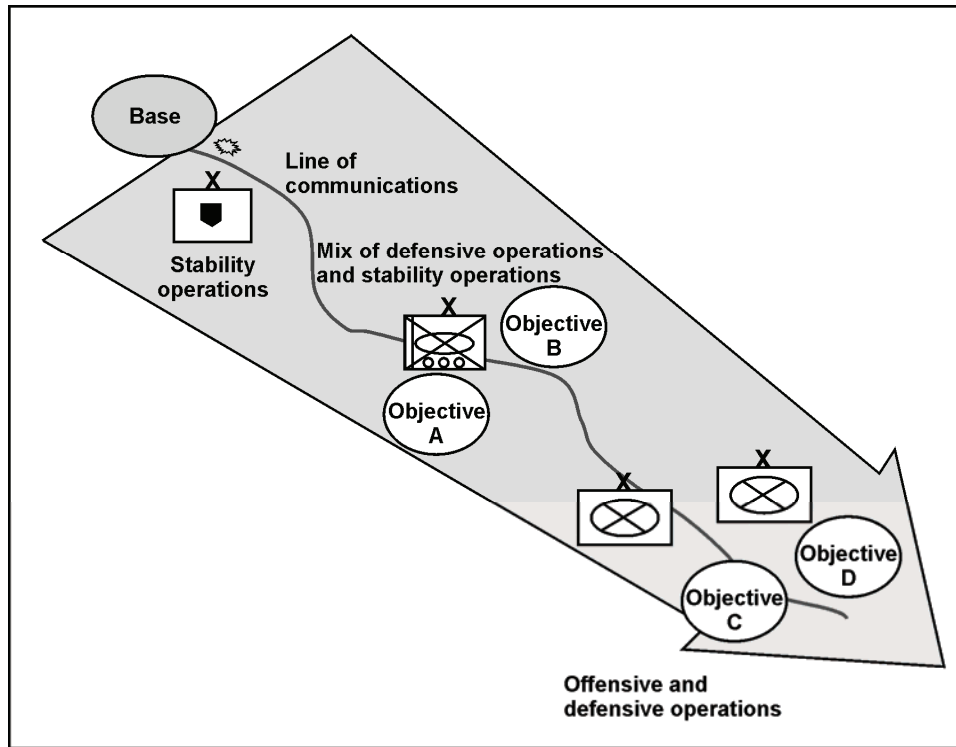 Base
Line of
communications
X
Stability
operations
Mix of defensive operations
and stability operations
X
Objective
B
Objective
A
X
X
Objective
D
Objective
C
Offensive and
defensive operations